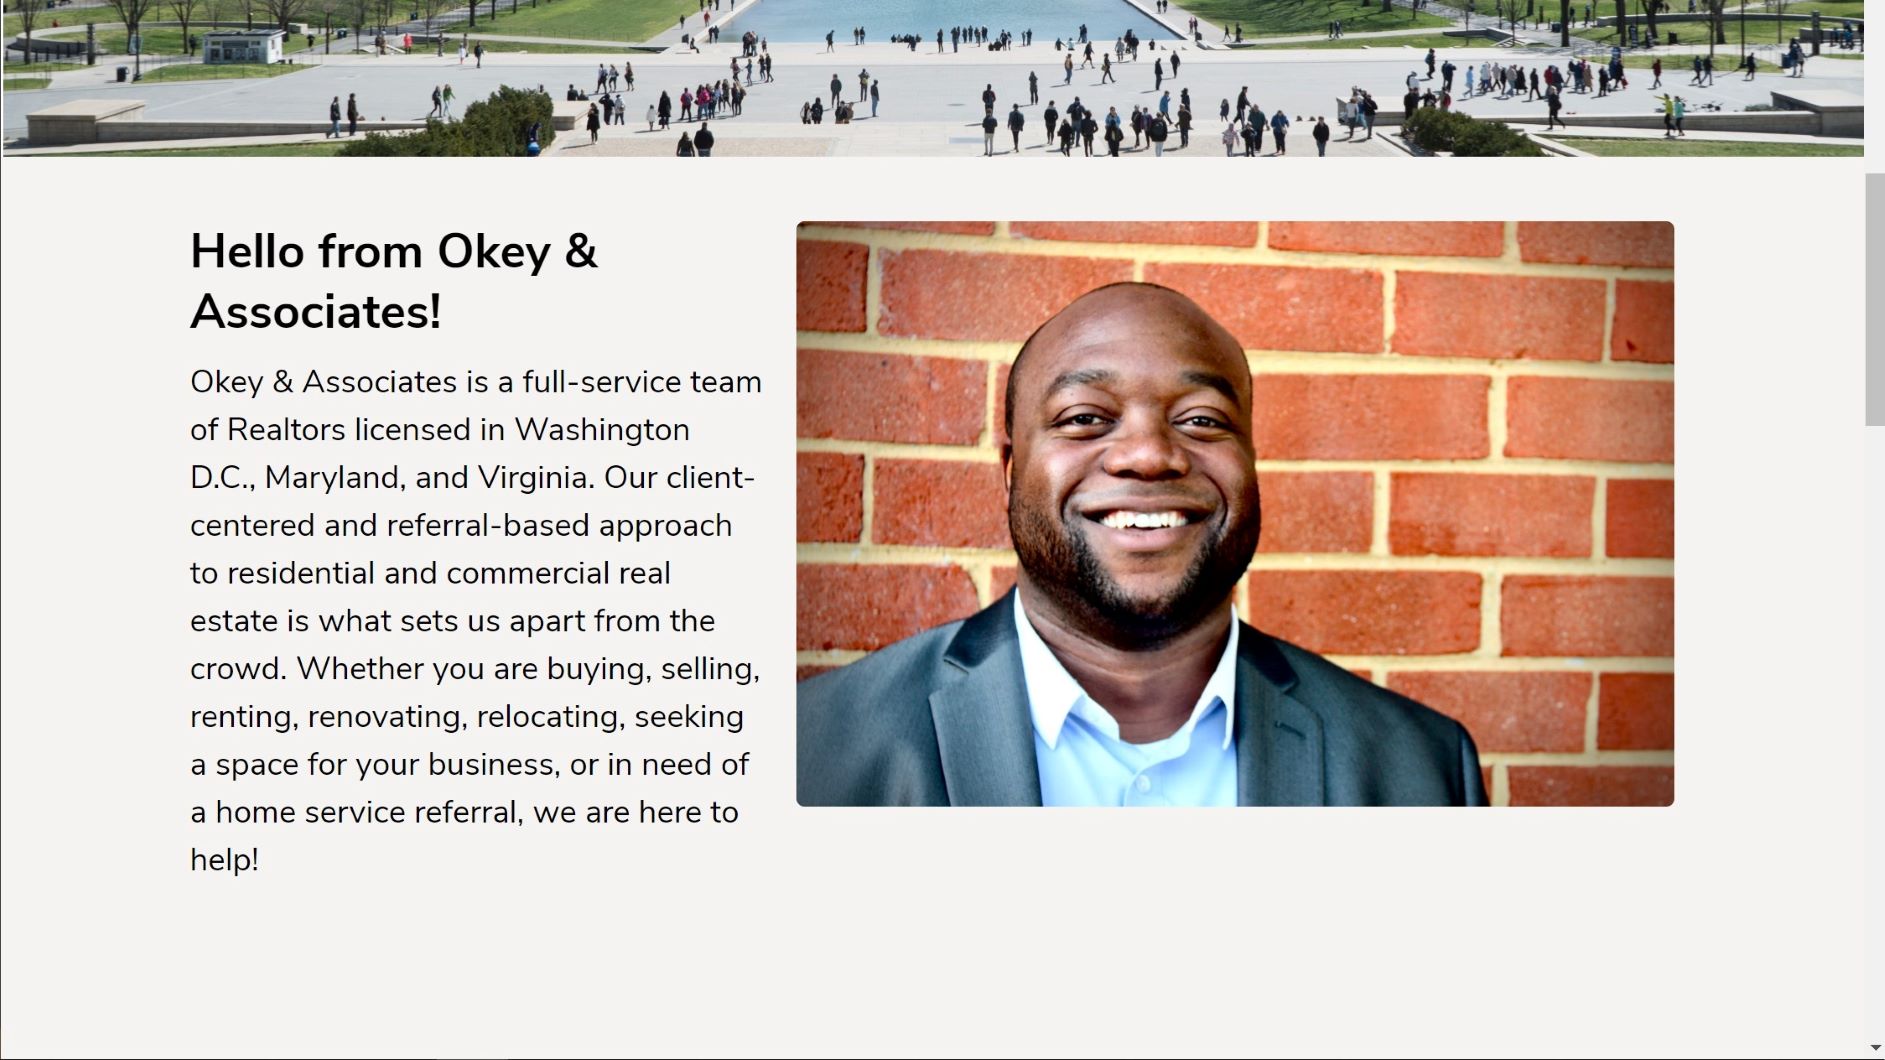 Hello from Okey &
Associates!
Okey & Associates is a full-service team
of Realtors licensed in Washington
D.C., Maryland, and Virginia. Our client-
centered and referral-based approach
to residential and commercial real
estate is what sets us apart from the
crowd. Whether you are buying, selling,
renting, renovating, relocating, seeking
a space for your business, or in need of
a home service referral, we are here to
help!